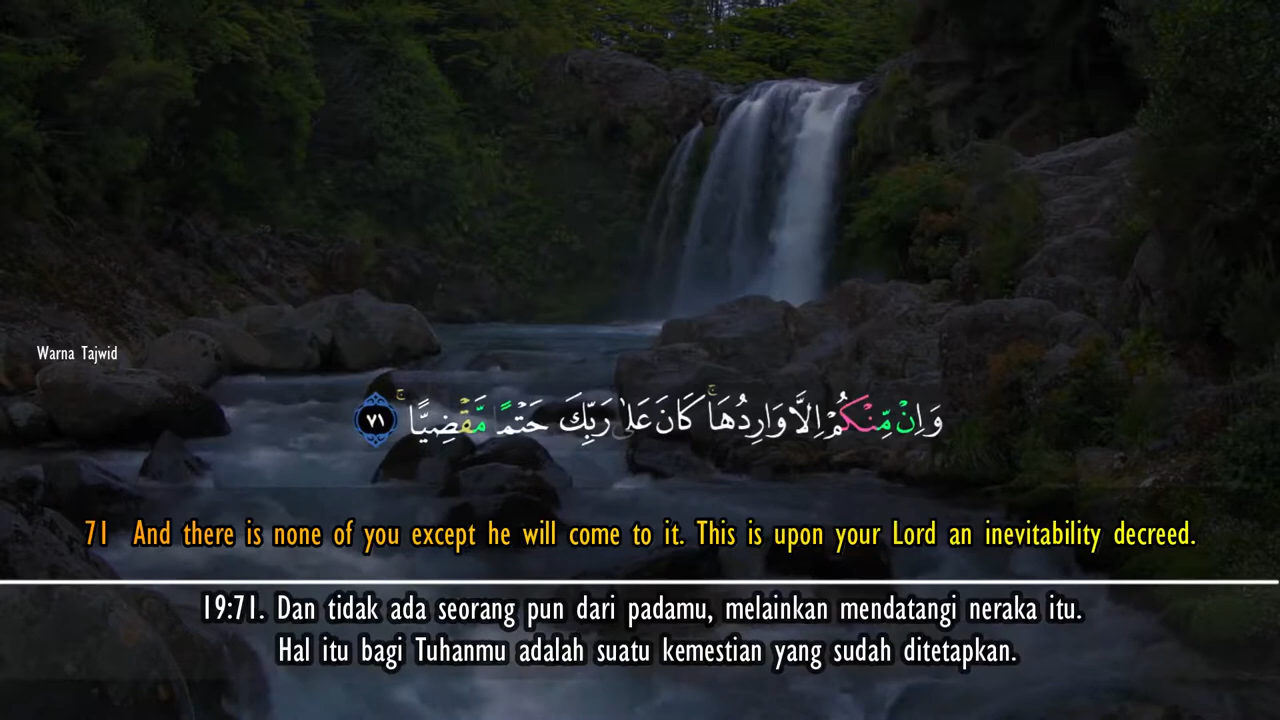 Warna Tajwid
وَاِنْ مِّنْكُمْ اِلَّا وَارِدُهَاۚ كَانَ عَلٰى رَبِّكَ حَتْمًا مَّقْضِيًّاۚ ٧١
71 And there is none of you except he will come to it. This is upon your Lord an inevitability decreed.
19:71. Dan tidak ada seorang pun dari padamu, melainkan mendatangi neraka itu.
Hal itu bagi Tuhanmu adalah suatu kemestian yang sudah ditetapkan.